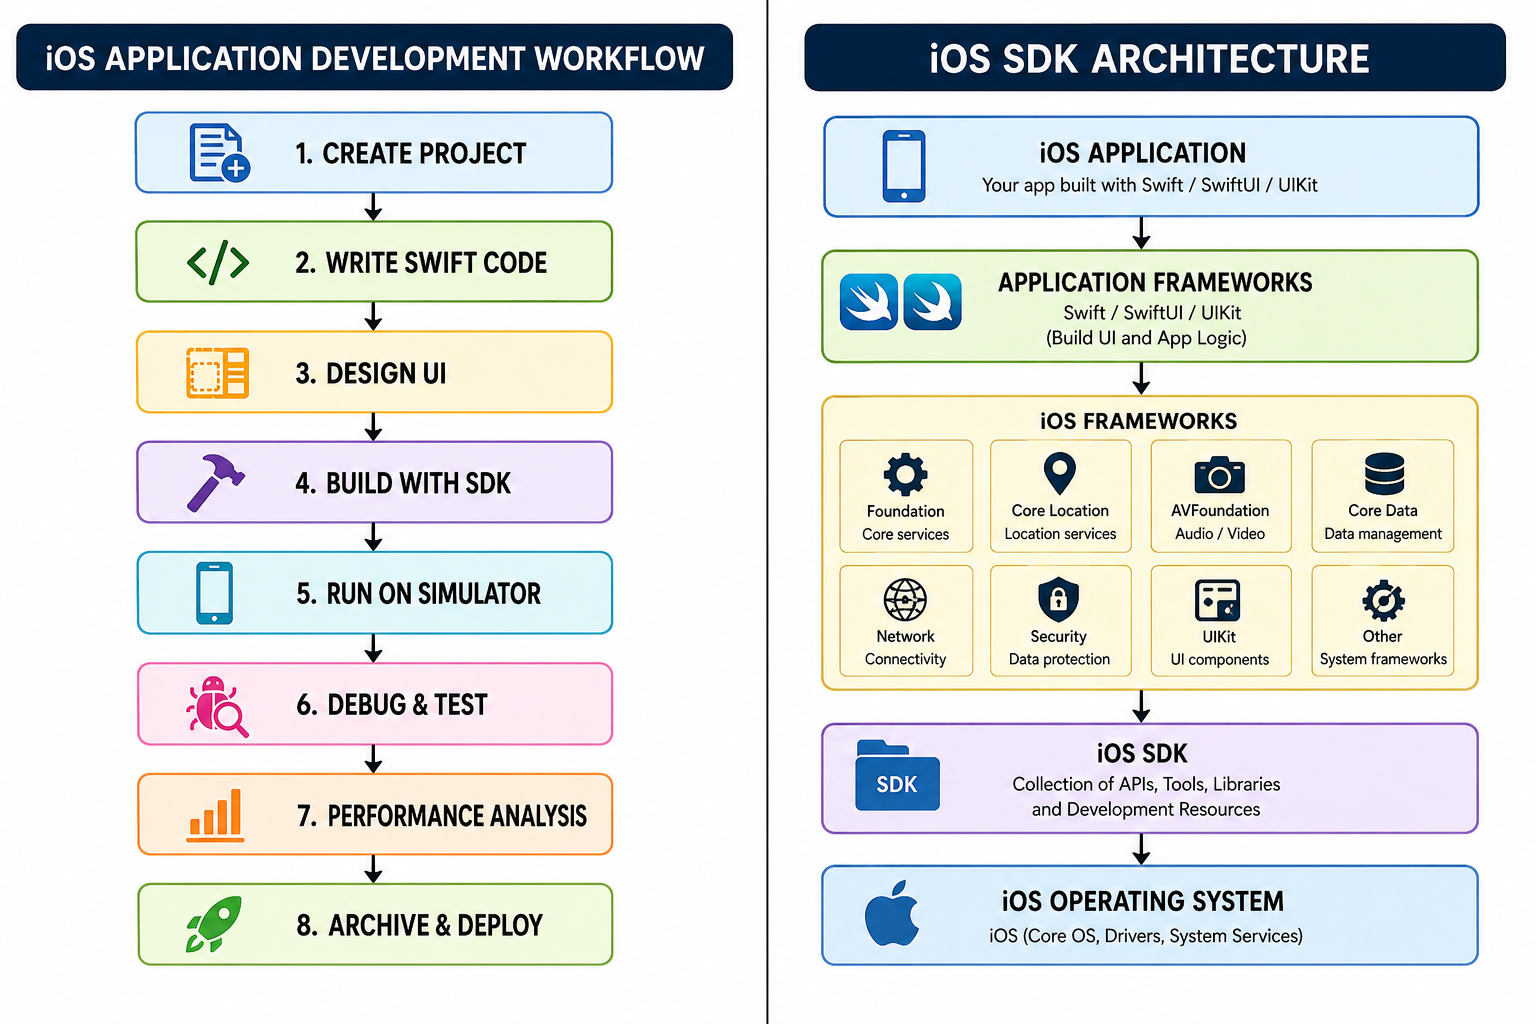 iOS APPLICATION DEVELOPMENT WORKFLOW
1. CREATE PROJECT
2. WRITE SWIFT CODE
3. DESIGN UI
4. BUILD WITH SDK
5. RUN ON SIMULATOR
6. DEBUG & TEST
7. PERFORMANCE ANALYSIS
8. ARCHIVE & DEPLOY
iOS SDK ARCHITECTURE
iOS APPLICATION
Your app built with Swift / SwiftUI / UIKit
APPLICATION FRAMEWORKS
Swift / SwiftUI / UIKit
(Build UI and App Logic)
iOS FRAMEWORKS
Foundation
Core services
Core Location
Location services
AVFoundation
Audio / Video
Core Data
Data management
Network
Connectivity
Security
Data protection
UIKit
UI components
Other
System frameworks
SDK
iOS SDK
Collection of APIs, Tools, Libraries
and Development Resources
iOS OPERATING SYSTEM
iOS (Core OS, Drivers, System Services)